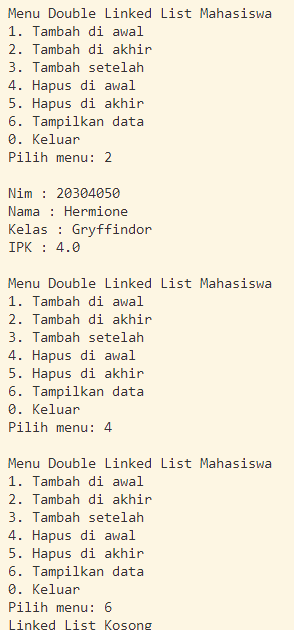 Menu Double Linked List Mahasiswa
1. Tambah di awal
2. Tambah di akhir
3. Tambah setelah
4. Hapus di awal
5. Hapus di akhir
6. Tampilkan data
0. Keluar
Pilih menu: 2
Nim : 20304050
Nama : Hermione
Kelas : Gryffindor
IPK : 4.0
Menu Double Linked List Mahasiswa
1. Tambah di awal
2. Tambah di akhir
3. Tambah setelah
4. Hapus di awal
5. Hapus di akhir
6. Tampilkan data
0. Keluar
Pilih menu: 4
Menu Double Linked List Mahasiswa
1. Tambah di awal
2. Tambah di akhir
3. Tambah setelah
4. Hapus di awal
5. Hapus di akhir
6. Tampilkan data
0. Keluar
Pilih menu: 6
Linked List Kosong